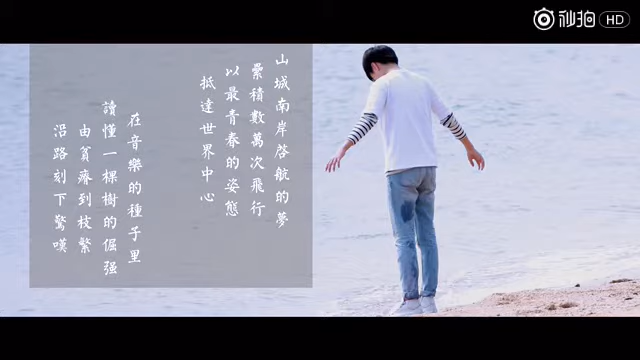 山城南岸啓航的夢
纍積數萬次飛行
以最青春的姿態
抵達世界中心
在音樂的種子里
讀懂一棵樹的倔强
由貧瘠到枝繁
沿路刻下驚嘆
秒拍 HD